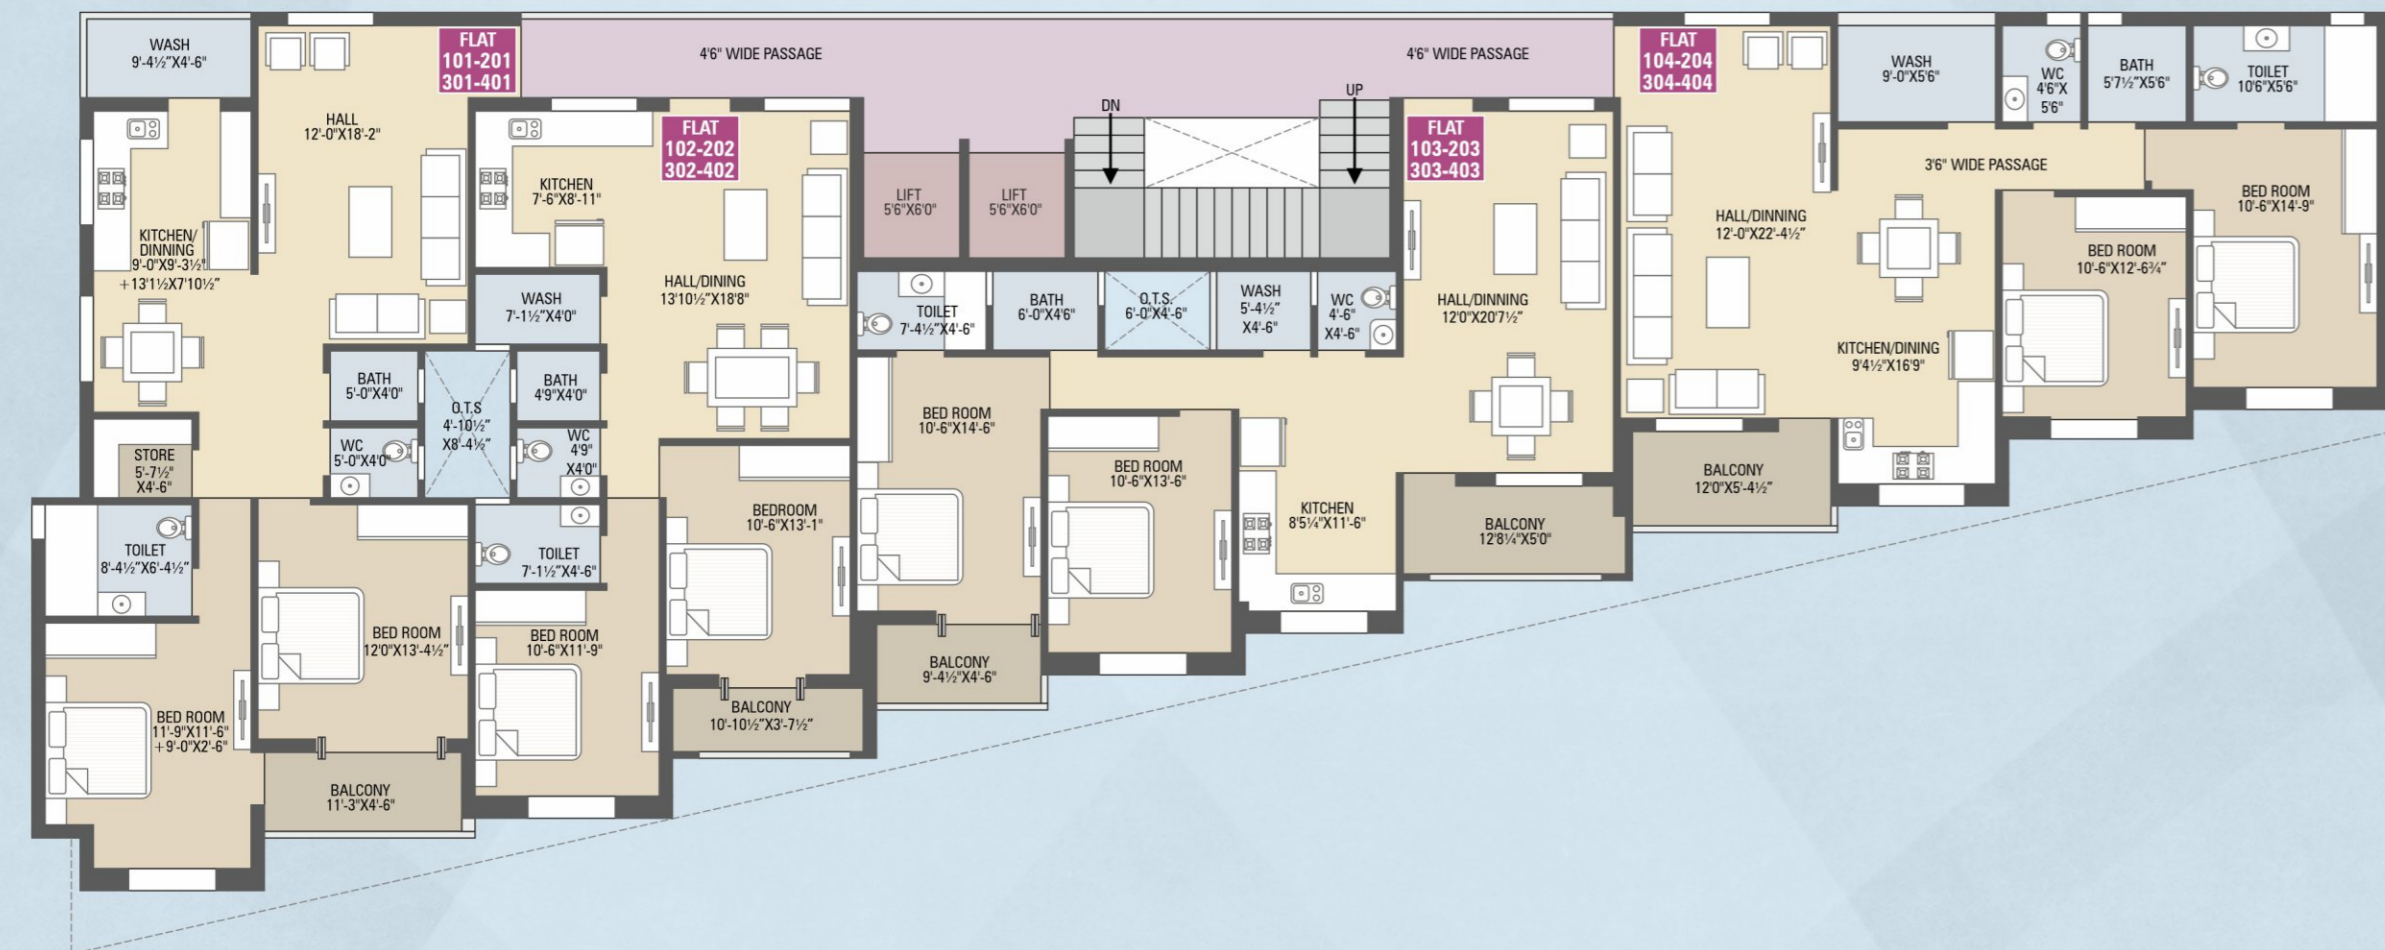 WASH
9'-4½"X4'-6"
FLAT
101-201
301-401
HALL
12'-0"X18'-2"
KITCHEN/
DINNING
9'-0"X9'-3½"
+13'1½X7'10½"
STORE
5'-7½"
X4'-6"
BATH
5'-0"X4'0"
WC
5'-0"X4'0"
O.T.S
4'-10½"
X8'-4½"
TOILET
8'-4½"X6'-4½"
BED ROOM
11'-9"X11'-6"
+9'-0"X2'-6"
BED ROOM
12'0"X13'-4½"
BALCONY
11'-3"X4'-6"
4'6" WIDE PASSAGE
FLAT
102-202
302-402
KITCHEN
7'-6"X8'-11"
WASH
7'-1½"X4'0"
HALL/DINING
13'10½"X18'8"
BATH
4'9"X4'0"
WC
4'9"
X4'0"
TOILET
7'-1½"X4'-6"
BED ROOM
10'-6"X11'-9"
BEDROOM
10'-6"X13'-1"
BALCONY
10'-10½"X3'-7½"
LIFT
5'6"X6'0"
LIFT
5'6"X6'0"
DN
UP
4'6" WIDE PASSAGE
FLAT
103-203
303-403
TOILET
7'-4½"X4'-6"
BATH
6'-0"X4'6"
O.T.S.
6'-0"X4'-6"
WASH
5'-4½"
X4'-6"
WC
4'-6"
X4'-6"
HALL/DINNING
12'0"X20'7½"
BED ROOM
10'-6"X14'-6"
BED ROOM
10'-6"X13'-6"
KITCHEN
8'5¼"X11'-6"
BALCONY
9'-4½"X4'-6"
BALCONY
12'8¼"X5'0"
FLAT
104-204
304-404
WASH
9'-0"X5'6"
WC
4'6"X
5'6"
BATH
5'7½"X5'6"
TOILET
10'6"X5'6"
3'6" WIDE PASSAGE
HALL/DINNING
12'-0"X22'-4½"
BED ROOM
10'-6"X14'-9"
BED ROOM
10'-6"X12'-6¾"
KITCHEN/DINING
9'4½"X16'9"
BALCONY
12'0"X5'-4½"